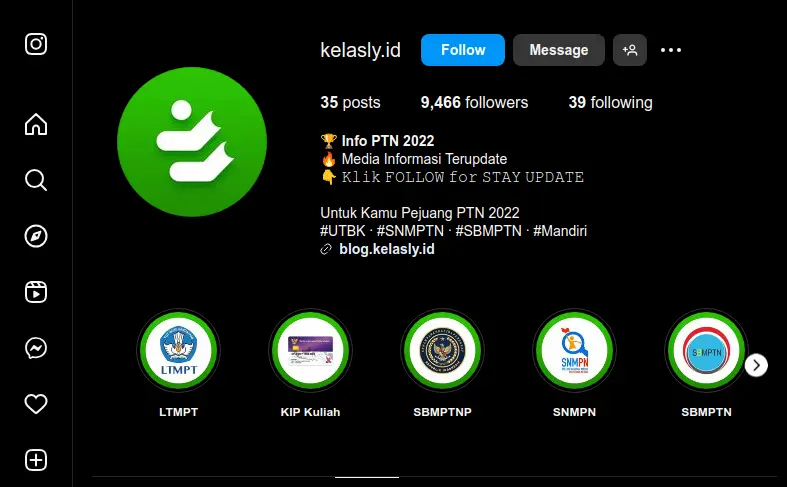 kelasly.id Follow Message
35 posts 9,466 followers 39 following
🏆 Info PTN 2022
🔥 Media Informasi Terupdate
👇 𝙺𝚕𝚒𝚔 𝙵𝙾𝙻𝙻𝙾𝚆 𝚏𝚘𝚛 𝚂𝚃𝙰𝚈 𝚄𝙿𝙳𝙰𝚃𝙴
Untuk Kamu Pejuang PTN 2022
#UTBK · #SNMPTN · #SBMPTN · #Mandiri
blog.kelasly.id
LTMPT
SNMPN
SBMPTN
LTMPT KIP Kuliah SBMPTNP SNMPN SBMPTN